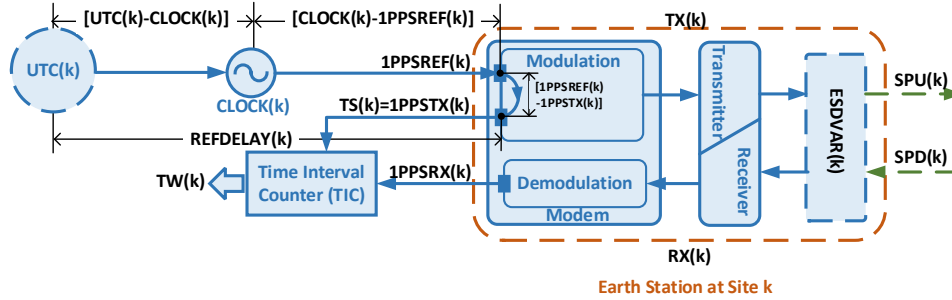 [UTC(k)-CLOCK(k)]
[CLOCK(k)-1PPSREF(k)]
TX(k)
UTC(k)
CLOCK(k)
1PPSREF(k)
Modulation
[1PPSREF(k)
-1PPSTX(k)]
TS(k)=1PPSTX(k)
REFDELAY(k)
Transmitter
Receiver
ESDVAR(k)
SPU(k)
SPD(k)
TW(k)
Time Interval
Counter (TIC)
1PPSRX(k)
Demodulation
Modem
RX(k)
Earth Station at Site k